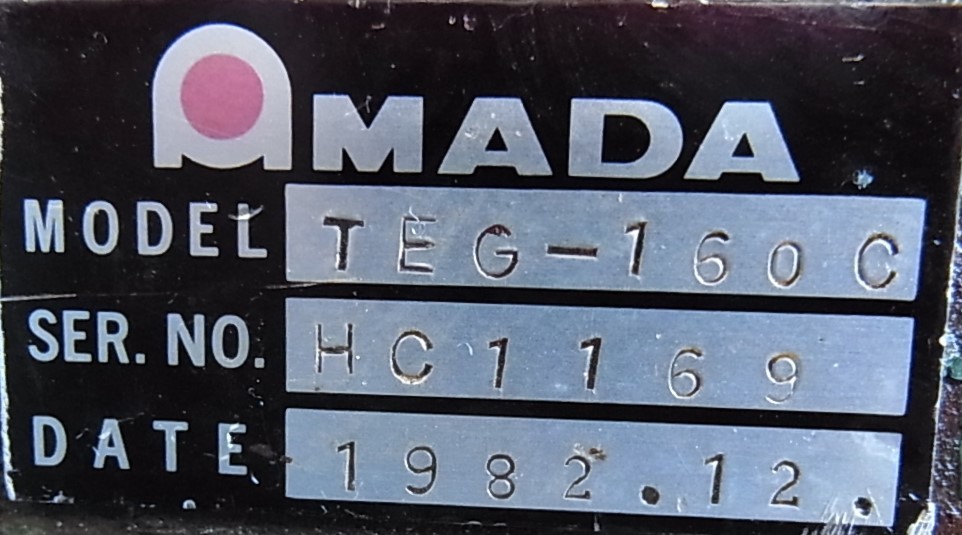 AMADA
MODEL TEG-160C
SER. NO. HC1169
DATE 1982.12.